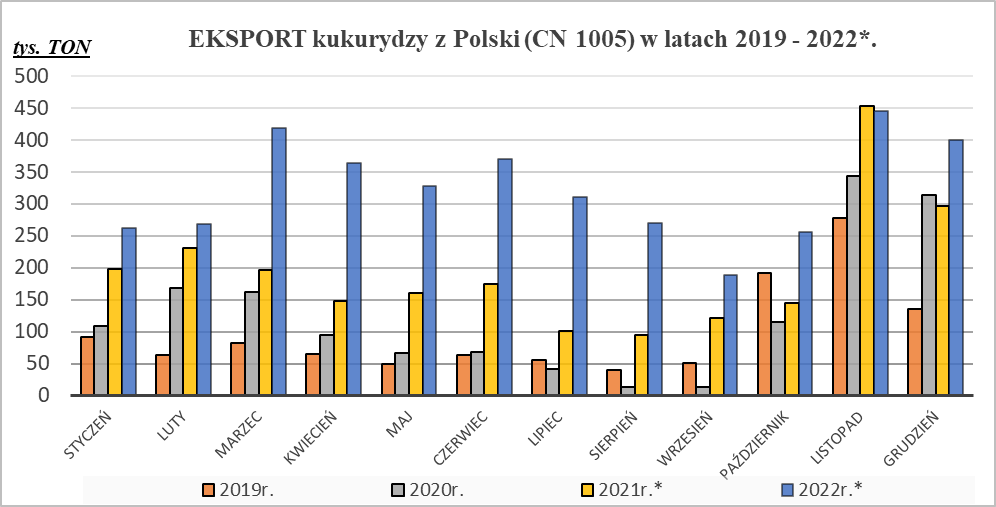 EKSPORT kukurydzy z Polski (CN 1005) w latach 2019 - 2022*.
tys. TON
500
450
400
350
300
250
200
150
100
50
0
STYCZEŃ
LUTY
MARZEC
KWIECIEŃ
MAJ
CZERWIEC
LIPIEC
SIERPIEŃ
WRZESIEŃ
PAŹDZIERNIK
LISTOPAD
GRUDZIEŃ
2019r. 2020r. 2021r.* 2022r.*